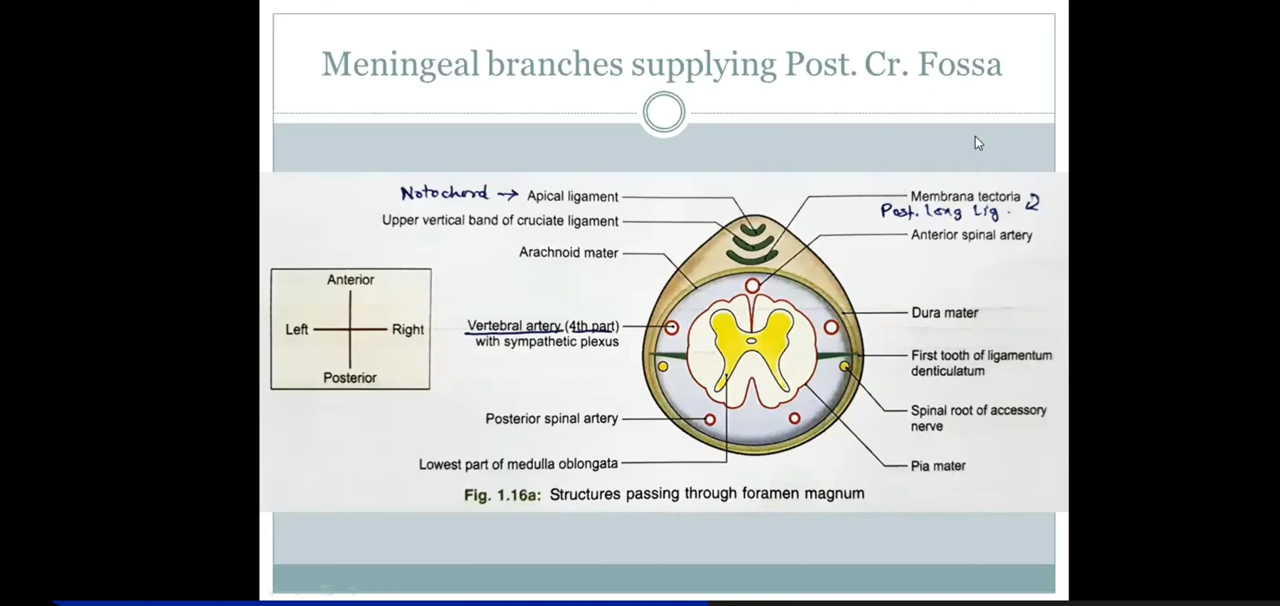 Meningeal branches supplying Post. Cr. Fossa
Notochord → Apical ligament
Upper vertical band of cruciate ligament
Arachnoid mater
Vertebral artery (4th part)
with sympathetic plexus
Posterior spinal artery
Lowest part of medulla oblongata
Membrana tectoria
Post. long Lig.
Anterior spinal artery
Dura mater
First tooth of ligamentum
denticulatum
Spinal root of accessory
nerve
Pia mater
Anterior
Left
Right
Posterior
Fig. 1.16a: Structures passing through foramen magnum